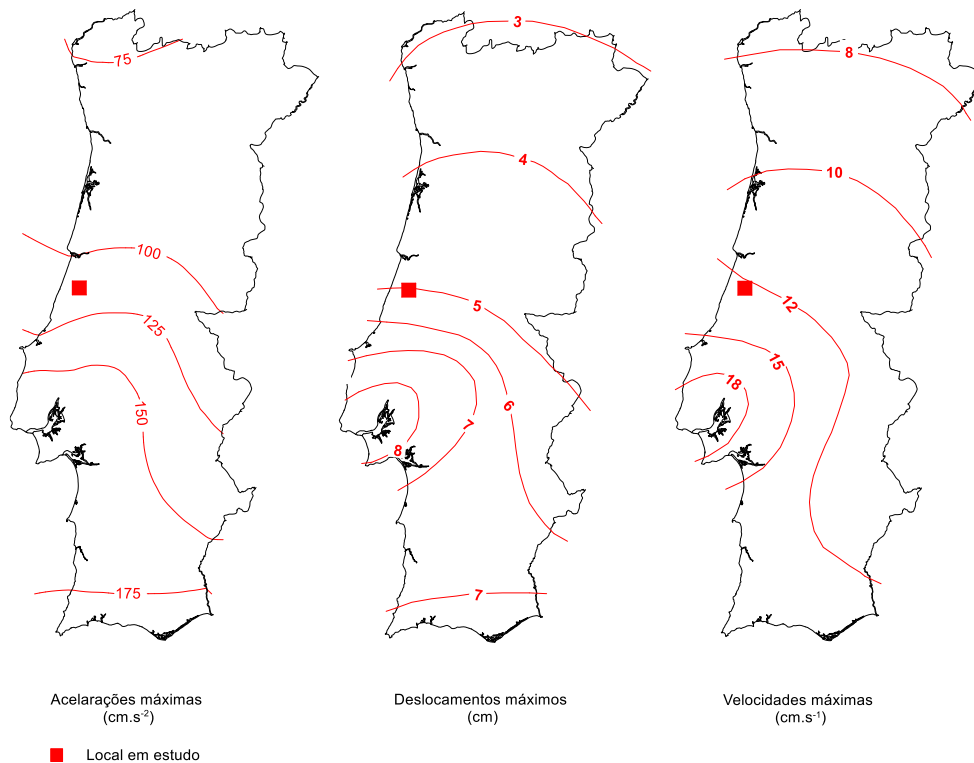 75
100
125
150
175
3
4
5
6
7
8
7
8
10
12
15
18
Acelarações máximas
(cm.s-2)
Deslocamentos máximos
(cm)
Velocidades máximas
(cm.s-1)
Local em estudo